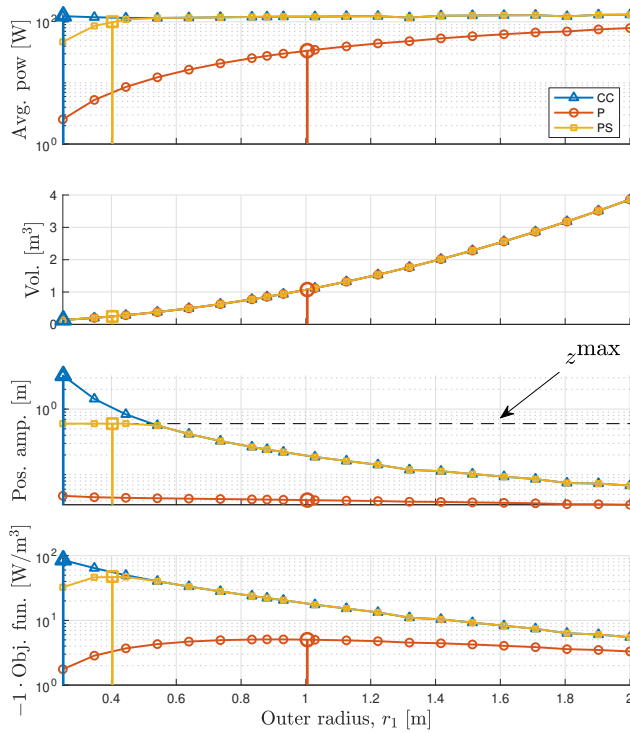 Avg. pow [W]
10^1
10^0
CC
P
PS
Vol. [m^3]
4
3
2
1
0
Pos. amp. [m]
10^0
z^max
−1 · Obj. fun. [W/m^3]
10^2
10^1
10^0
0.4 0.6 0.8 1 1.2 1.4 1.6 1.8 2
Outer radius, r_1 [m]